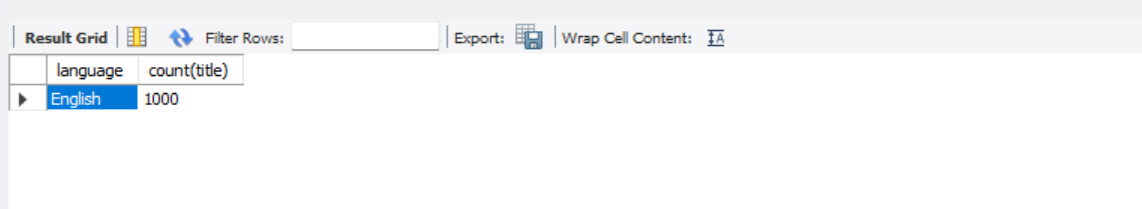 Result Grid Filter Rows: Export: Wrap Cell Content:
language count(title)
English 1000